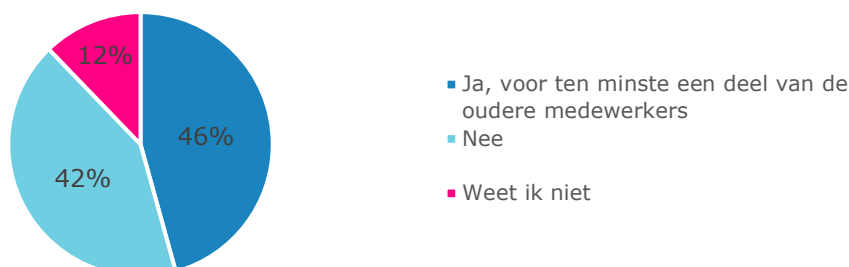 12%
46%
42%
Ja, voor ten minste een deel van de
oudere medewerkers
Nee
Weet ik niet